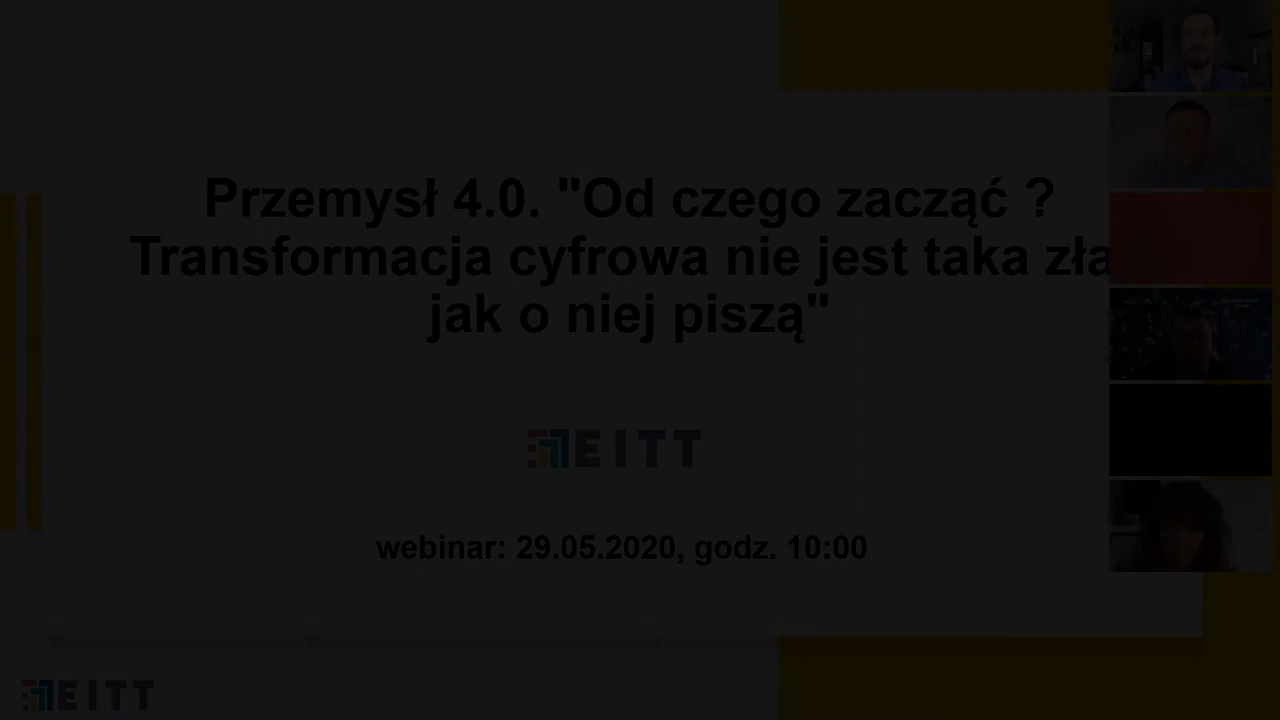 Przemysł 4.0. "Od czego zacząć ?
Transformacja cyfrowa nie jest taka zła
jak o niej piszą"
EITT
webinar: 29.05.2020, godz. 10:00
EITT